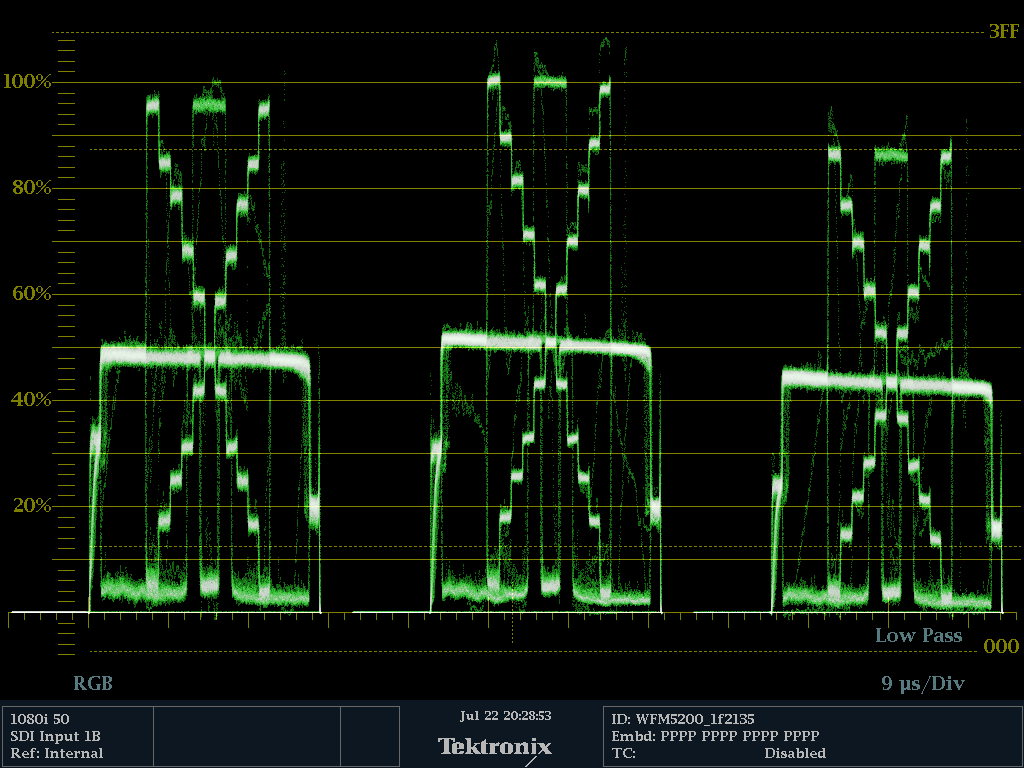 3FF
100%
80%
60%
40%
20%
Low Pass
000
RGB
9 µs/Div
1080i 50
SDI Input 1B
Ref: Internal
Jul 22 20:28:53
Tektronix
ID: WFM5200_1f2135
Embd: PPPP PPPP PPPP PPPP
TC: Disabled